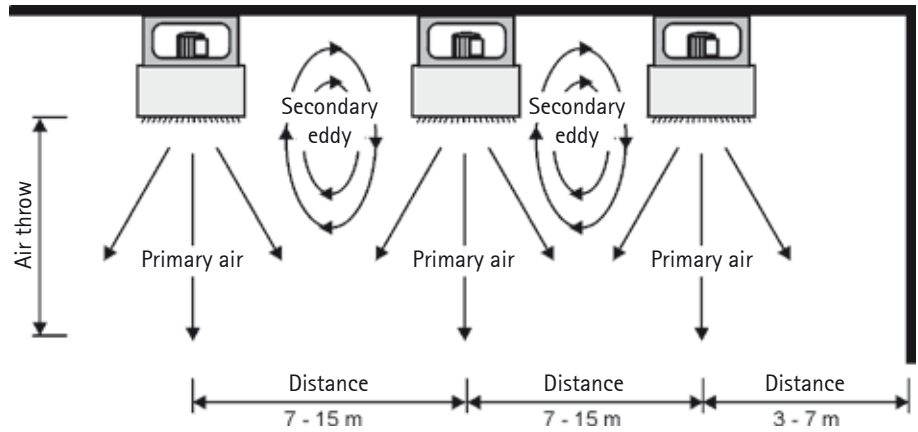 Secondary
eddy
Secondary
eddy
Air throw
Primary air
Primary air
Primary air
Distance
7 - 15 m
Distance
7 - 15 m
Distance
3 - 7 m